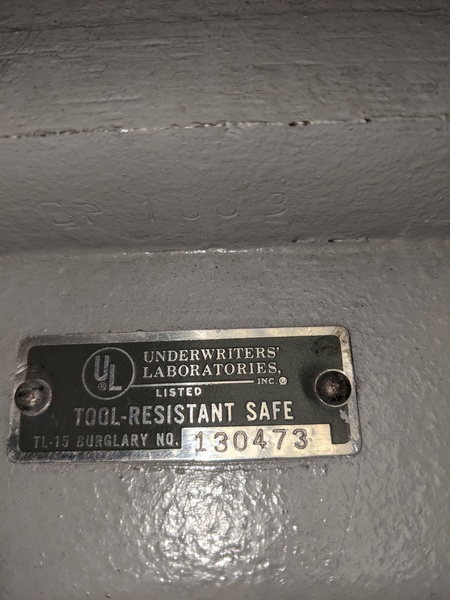 UL ®
UNDERWRITERS'
LABORATORIES,
INC.®
LISTED
TOOL-RESISTANT SAFE
TL-15 BURGLARY NO. 130473